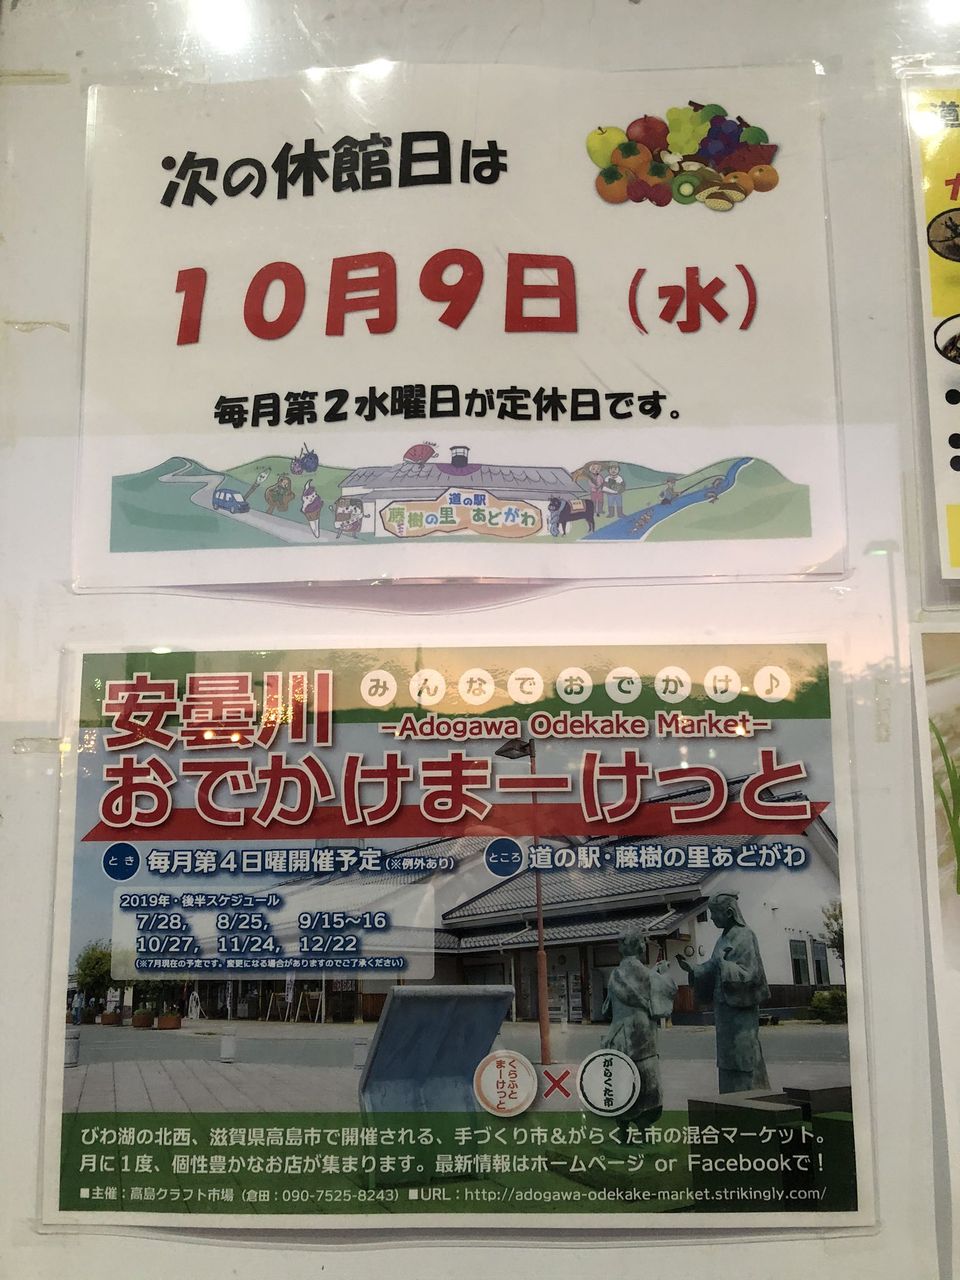 次の休館日は
10月9日(水)
毎月第2水曜日が定休日です。
道の駅
藤樹の里 あどがわ
安曇川
みんなでおでかけ♪
-Adogawa Odekake Market-
おでかけまーけっと
とき 毎月第4日曜開催予定(※例外あり)
ところ 道の駅・藤樹の里あどがわ
2019年・後半スケジュール
7/28, 8/25, 9/15~16
10/27, 11/24, 12/22
(※7月現在の予定です。変更になる場合がありますのでご了承ください)
くらふとまーけっと × がらくた市
びわ湖の北西、滋賀県高島市で開催される、手づくり市&がらくた市の混合マーケット。
月に1度、個性豊かなお店が集まります。最新情報はホームページ or Facebookで!
■主催:高島クラフト市場(倉田:090-7525-8243) ■URL:http://adogawa-odekake-market.strikingly.com/
道